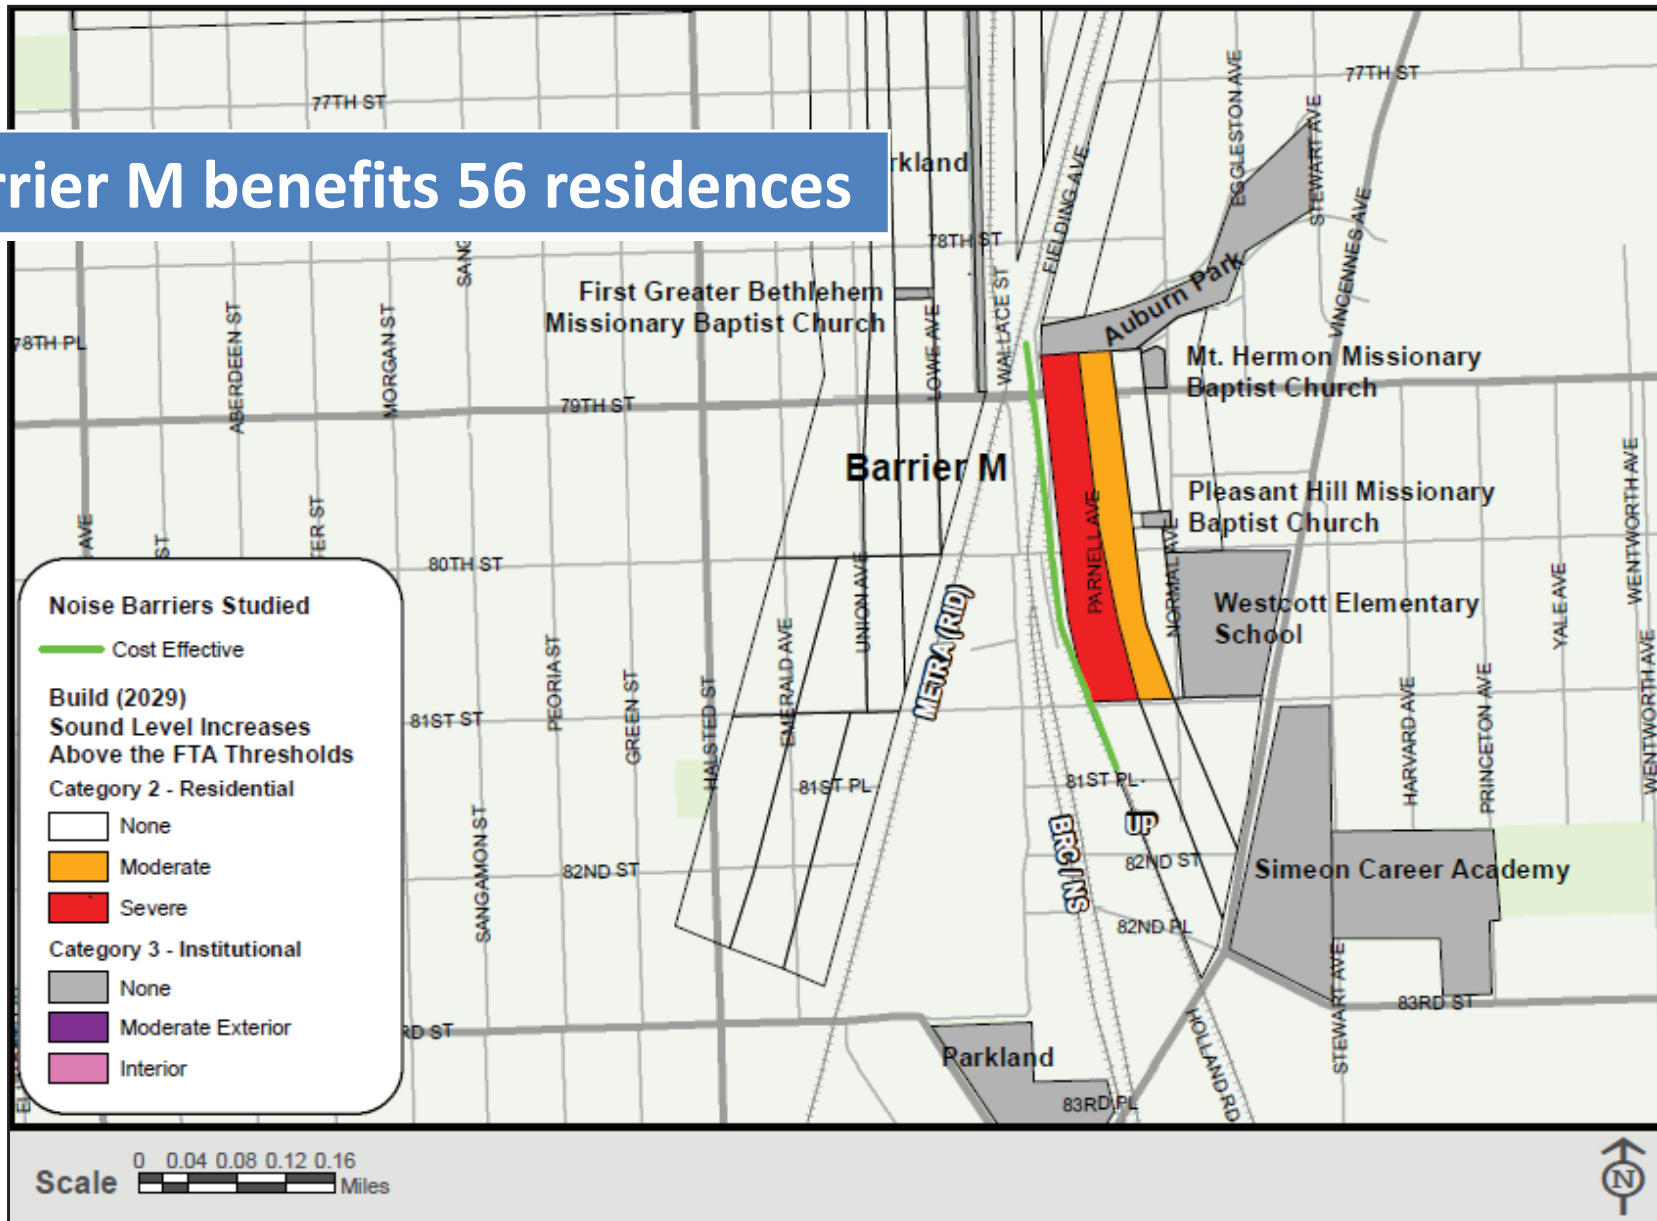 rrier M benefits 56 residences
77TH ST
77TH ST
EGGLESTON AVE
STEWART AVE
rkland
FIELDING AVE
78TH ST
SANG
VINCENNES AVE
First Greater Bethlehem
Missionary Baptist Church
WALLACE ST
Auburn Park
78TH PL
ABERDEEN ST
MORGAN ST
LOWE AVE
Mt. Hermon Missionary
Baptist Church
79TH ST
Barrier M
Pleasant Hill Missionary
Baptist Church
PARNELL AVE
NORMAL AVE
WENTWORTH AVE
AVE
ST
TER ST
80TH ST
UNION AVE
METRA (RID)
Westcott Elementary
School
YALE AVE
WENTWORTH AVE
PEORIA ST
GREEN ST
HALSTED ST
EMERALD AVE
81ST ST
HARVARD AVE
PRINCETON AVE
81ST PL
81ST PL
SANGAMON ST
82ND ST
BRC / NS
UP
82ND ST
Simeon Career Academy
82ND PL
STEWART AVE
83RD ST
HOLLAND RD
RD ST
Parkland
83RD PL
Noise Barriers Studied
Cost Effective
Build (2029)
Sound Level Increases
Above the FTA Thresholds
Category 2 - Residential
None
Moderate
Severe
Category 3 - Institutional
None
Moderate Exterior
Interior
Scale
0 0.04 0.08 0.12 0.16
Miles
N